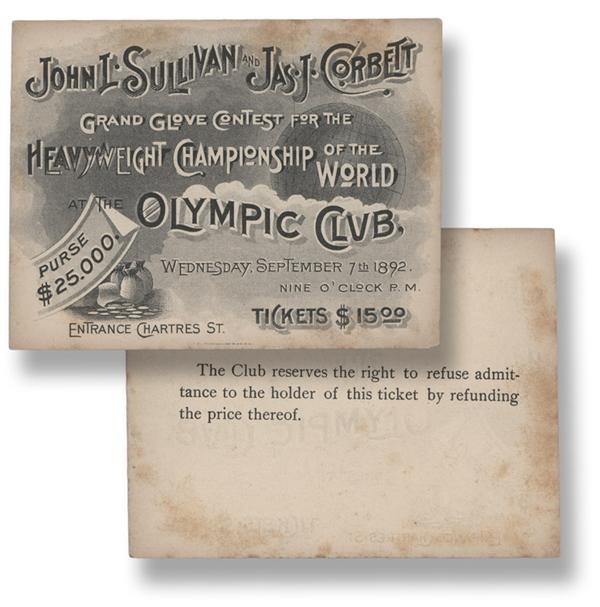 JOHN L. SULLIVAN AND JAS. J. CORBETT
GRAND GLOVE CONTEST FOR THE
HEAVYWEIGHT CHAMPIONSHIP OF THE WORLD
AT THE OLYMPIC CLUB.
PURSE
$25.000.
WEDNESDAY, SEPTEMBER 7th 1892.
NINE O'CLOCK P.M.
TICKETS $15.00
ENTRANCE CHARTRES ST.
The Club reserves the right to refuse admit-
tance to the holder of this ticket by refunding
the price thereof.